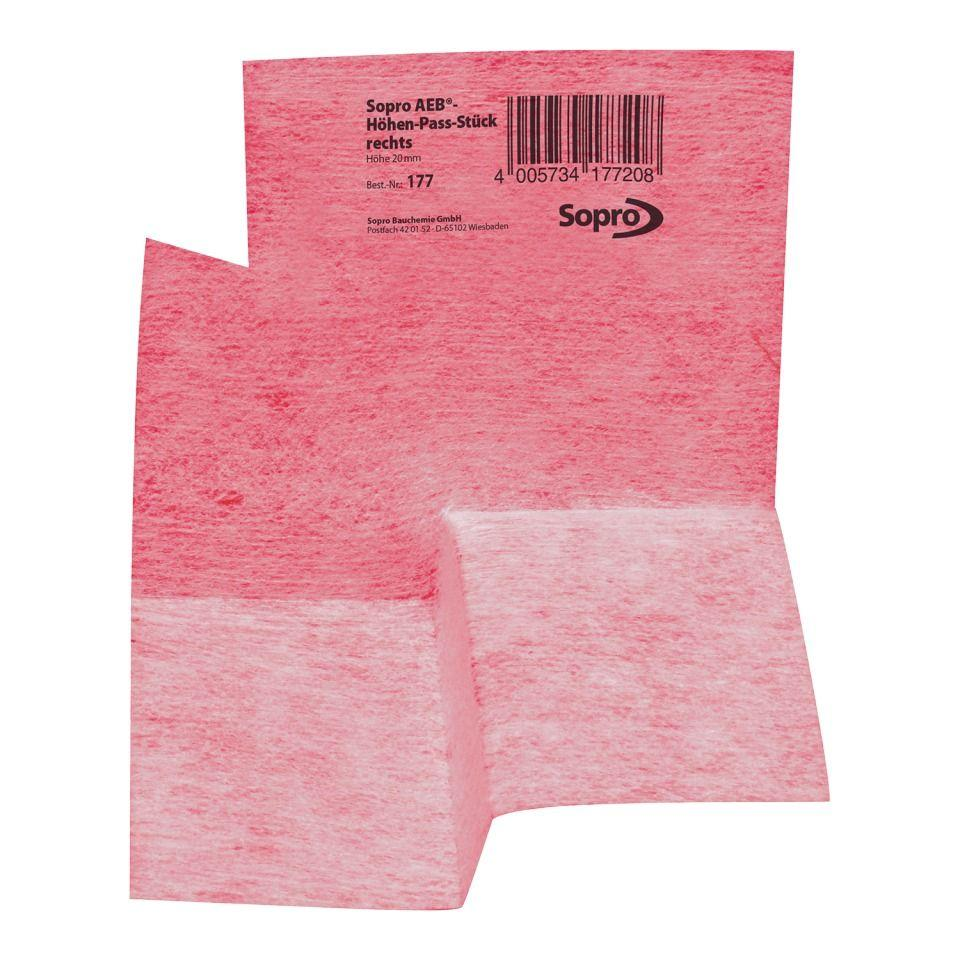 Sopro AEB®-
Höhen-Pass-Stück
rechts
Höhe 20 mm
Best.-Nr.: 177
Sopro Bauchemie GmbH
Postfach 42 01 52 · D-65102 Wiesbaden
4 005734 177208
Sopro